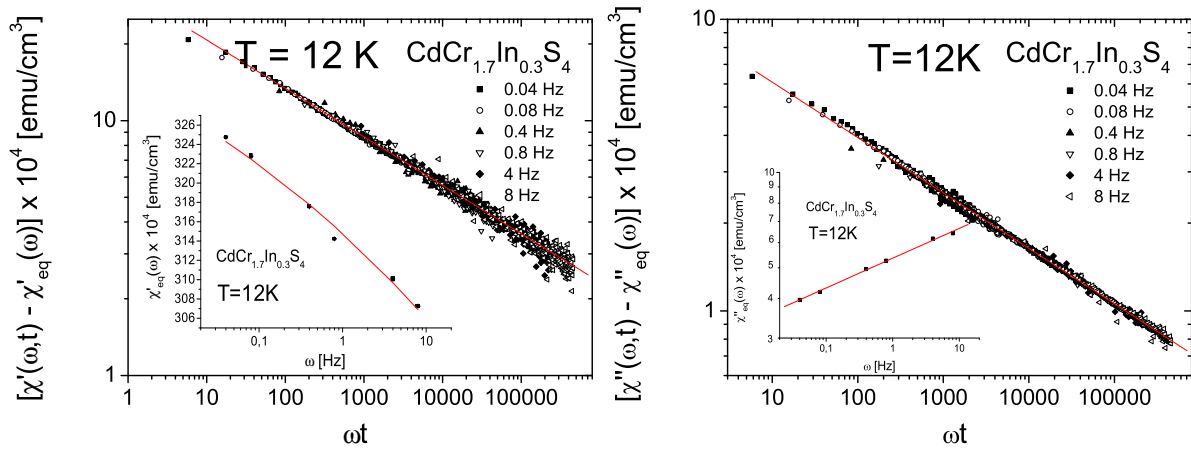 [χ'(ω,t) - χ'eq(ω)] x 10^4 [emu/cm^3]
10
1
T = 12 K
CdCr1.7In0.3S4
0.04 Hz
0.08 Hz
0.4 Hz
0.8 Hz
4 Hz
8 Hz
χ'eq(ω) x 10^4 [emu/cm^3]
326
324
322
320
318
316
314
312
310
308
306
CdCr1.7In0.3S4
T=12K
0,1 1 10
ω [Hz]
1 10 100 1000 10000 100000
ωt
[χ''(ω,t) - χ''eq(ω)] x 10^4 [emu/cm^3]
10
1
T=12K
CdCr1.7In0.3S4
0.04 Hz
0.08 Hz
0.4 Hz
0.8 Hz
4 Hz
8 Hz
χ''eq(ω) x 10^4 [emu/cm^3]
10
9
8
7
6
5
4
3
CdCr1.7In0.3S4
T=12K
0,1 1 10
ω [Hz]
10 100 1000 10000 100000
ωt